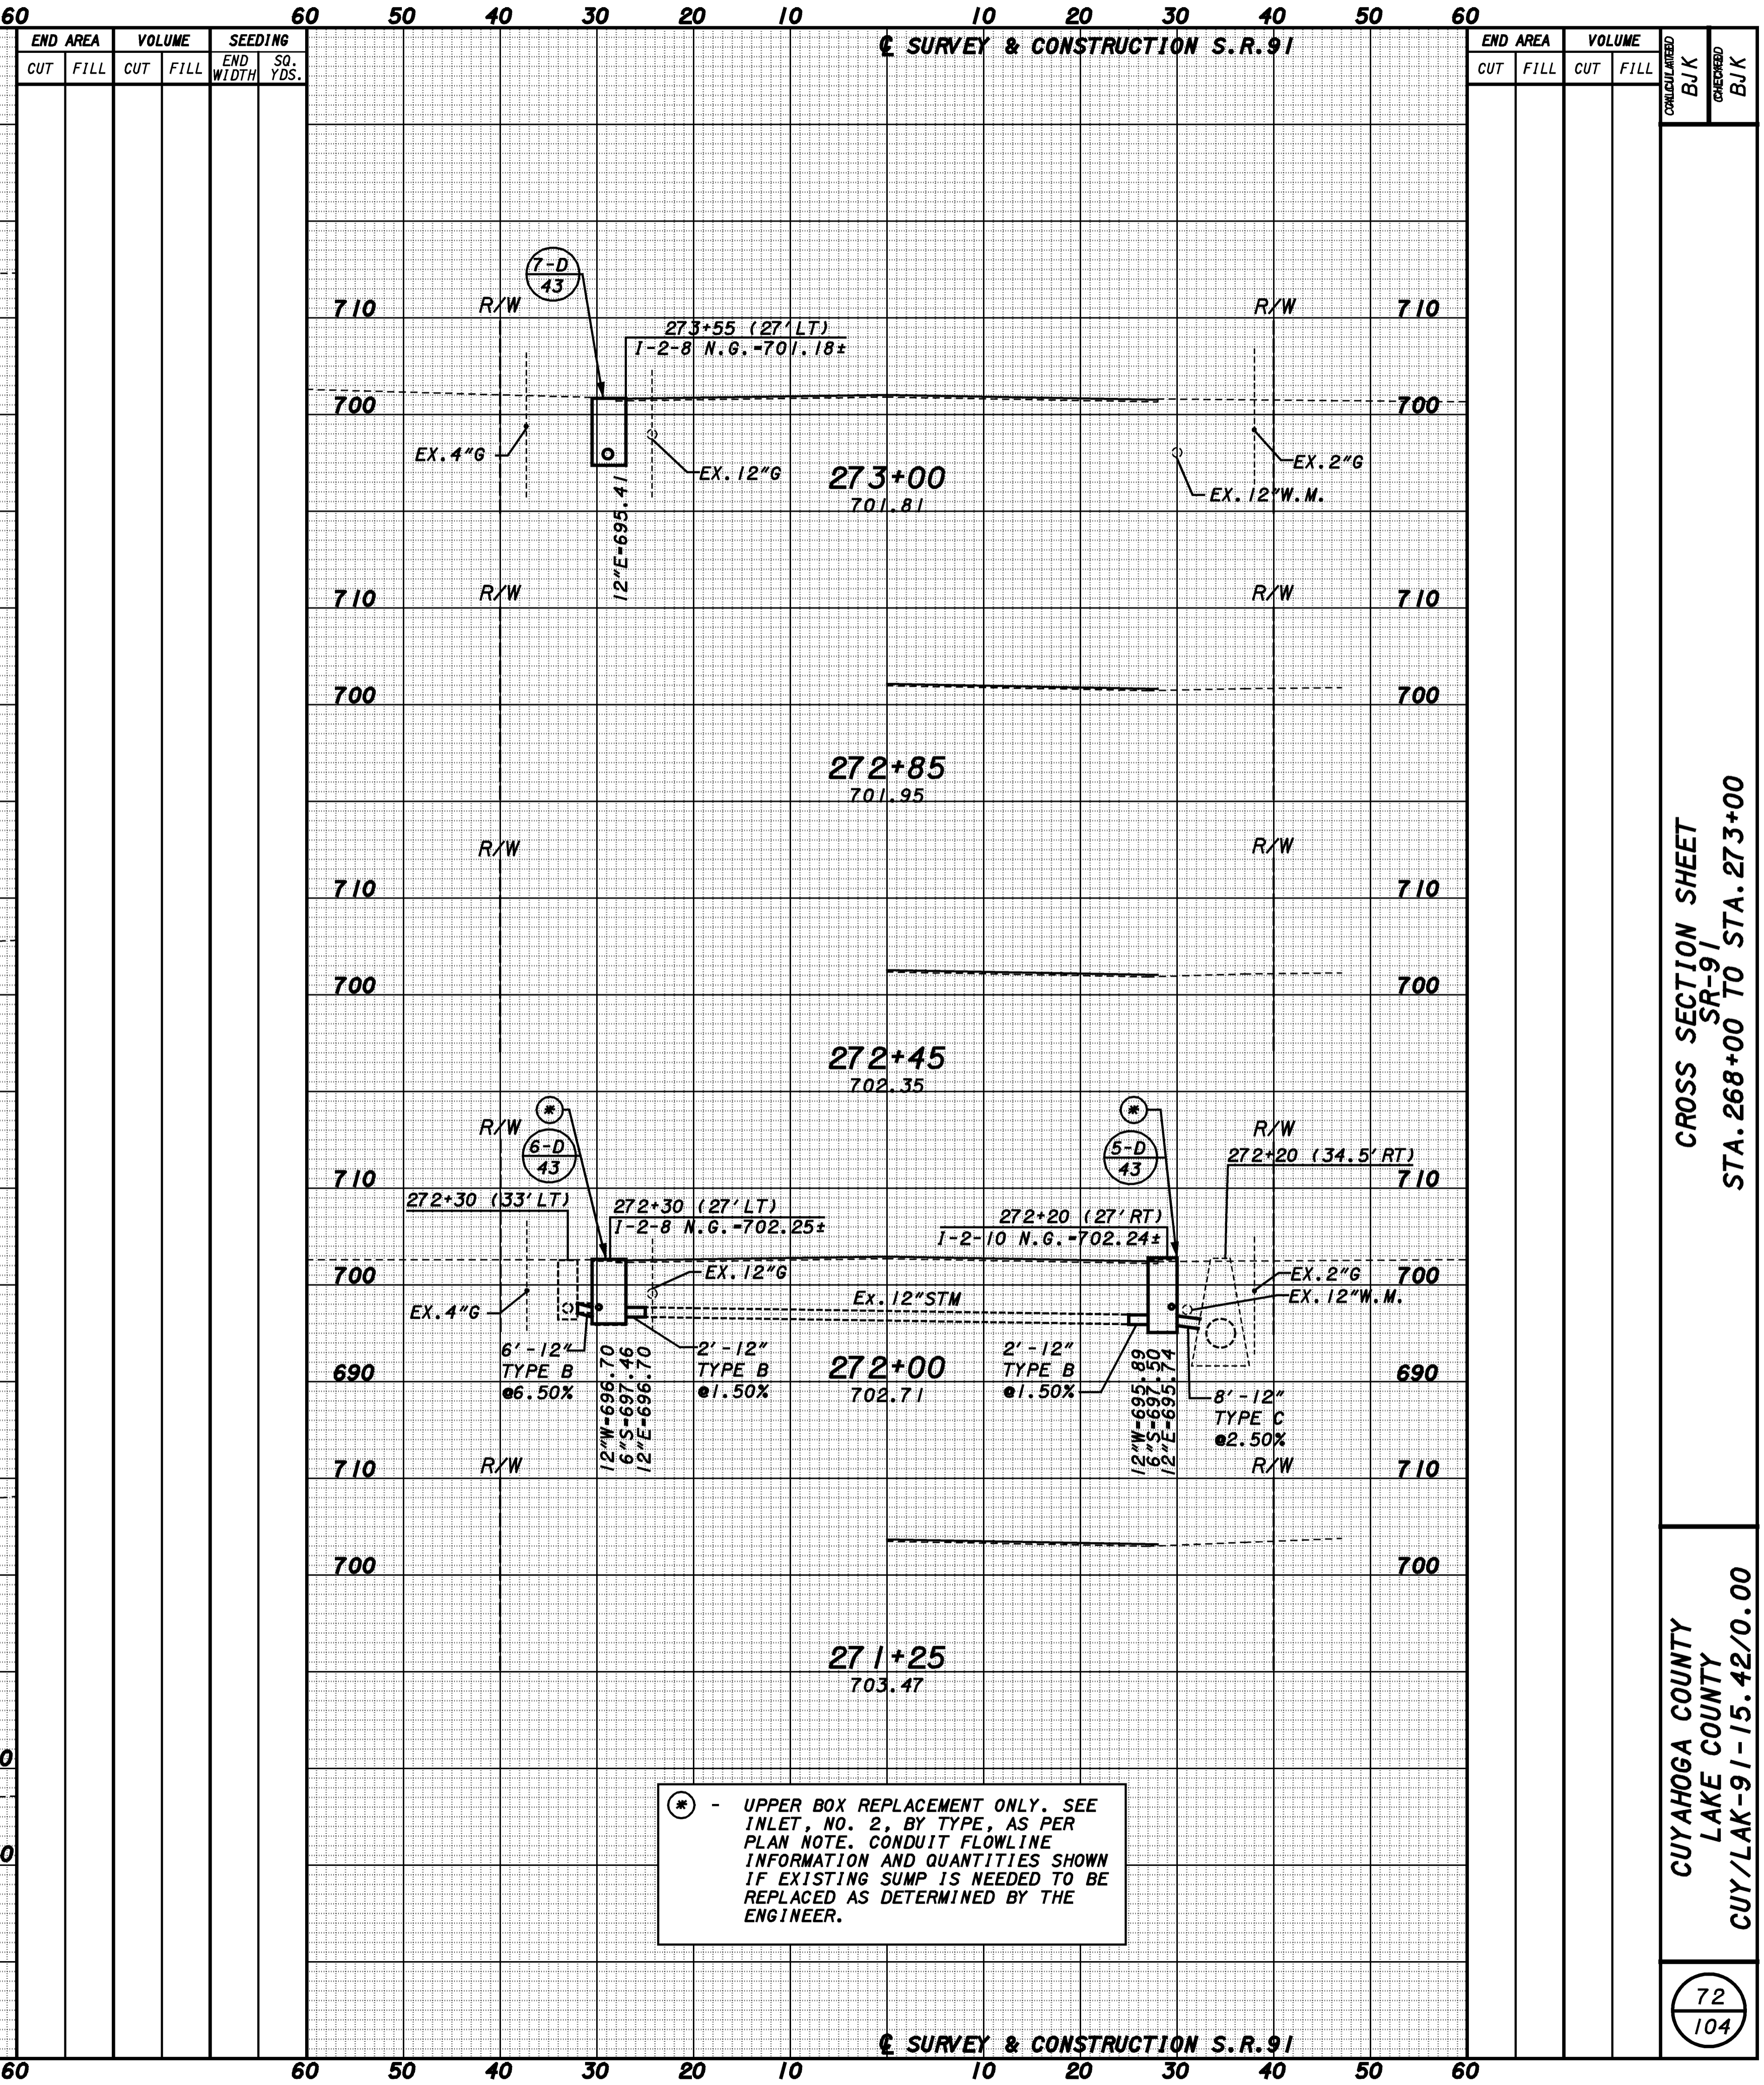 60 60 50 40 30 20 10 10 20 30 40 50 60
END AREA VOLUME SEEDING
CUT FILL CUT FILL END WIDTH SQ. YDS.
℄ SURVEY & CONSTRUCTION S.R.91
END AREA VOLUME
CUT FILL CUT FILL
CALCULATED
BJK
CHECKED
BJK
7-D
43
710 R/W R/W 710
273+55 (27' LT)
I-2-8 N.G.=701.18±
700 700
EX.4"G
EX.12"G
EX.2"G
EX.12"W.M.
273+00
701.81
12"E=695.41
710 R/W R/W 710
700 700
272+85
701.95
R/W R/W
710 710
700 700
272+45
702.35
*
*
R/W R/W
6-D
43
5-D
43
272+20 (34.5' RT)
710 710
272+30 (33' LT)
272+30 (27' LT)
I-2-8 N.G.=702.25±
272+20 (27' RT)
I-2-10 N.G.=702.24±
700 700
EX.4"G
EX.12"G
Ex.12"STM
EX.2"G
EX.12"W.M.
6'-12"
TYPE B
@6.50%
12"W=696.70
6"S=697.46
12"E=696.70
2'-12"
TYPE B
@1.50%
272+00
702.71
2'-12"
TYPE B
@1.50%
12"W=695.89
6"S=697.50
12"E=695.74
8'-12"
TYPE C
@2.50%
690 690
710 R/W R/W 710
700 700
271+25
703.47
* - UPPER BOX REPLACEMENT ONLY. SEE
INLET, NO. 2, BY TYPE, AS PER
PLAN NOTE. CONDUIT FLOWLINE
INFORMATION AND QUANTITIES SHOWN
IF EXISTING SUMP IS NEEDED TO BE
REPLACED AS DETERMINED BY THE
ENGINEER.
0
0
℄ SURVEY & CONSTRUCTION S.R.91
60 60 50 40 30 20 10 10 20 30 40 50 60
CROSS SECTION SHEET
SR-91
STA.268+00 TO STA.273+00
CUYAHOGA COUNTY
LAKE COUNTY
CUY/LAK-91-15.42/0.00
72
104